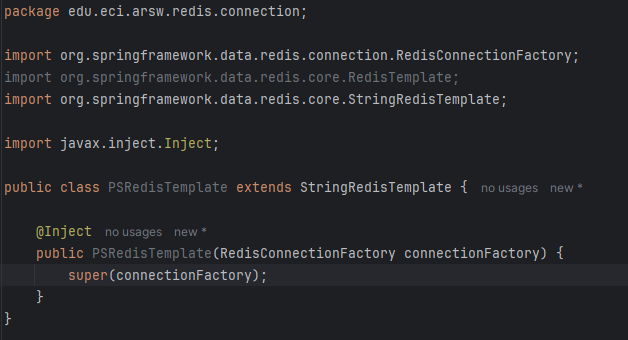 package edu.eci.arsw.redis.connection;
import org.springframework.data.redis.connection.RedisConnectionFactory;
import org.springframework.data.redis.core.RedisTemplate;
import org.springframework.data.redis.core.StringRedisTemplate;
import javax.inject.Inject;
public class PSRedisTemplate extends StringRedisTemplate { no usages new *
@Inject no usages new *
public PSRedisTemplate(RedisConnectionFactory connectionFactory) {
super(connectionFactory);
}
}